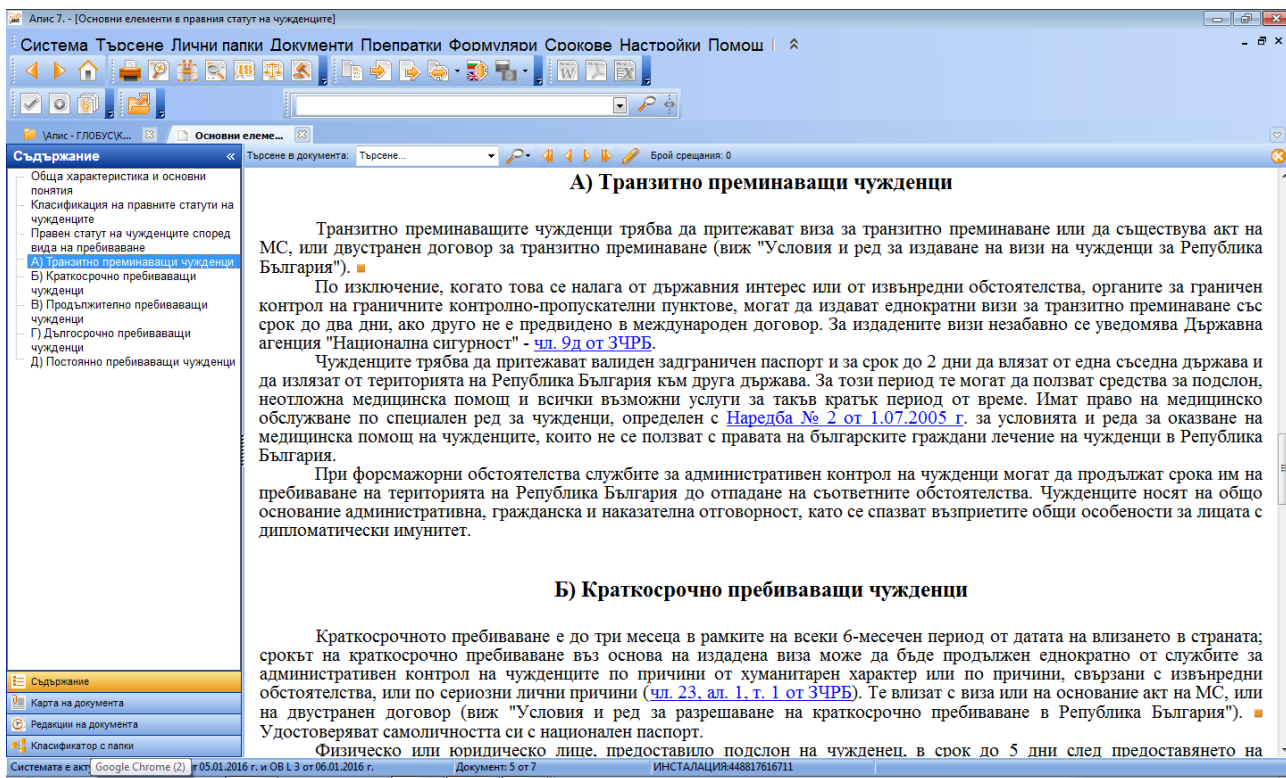 Апис 7. - [Основни елементи в правния статут на чужденците]
Система Търсене Лични папки Документи Препратки Формуляри Срокове Настройки Помощ
\Апис - ГЛОБУС\К...
Основни елеме...
Съдържание «
Търсене в документа: Търсене... Брой срещания: 0
Обща характеристика и основни
понятия
Класификация на правните статути на
чужденците
Правен статут на чужденците според
вида на пребиваване
А) Транзитно преминаващи чужденци
Б) Краткосрочно пребиваващи
чужденци
В) Продължително пребиваващи
чужденци
Г) Дългосрочно пребиваващи
чужденци
Д) Постоянно пребиваващи чужденци
Съдържание
Карта на документа
Редакции на документа
Класификатор с папки
А) Транзитно преминаващи чужденци
Транзитно преминаващите чужденци трябва да притежават виза за транзитно преминаване или да съществува акт на
МС, или двустранен договор за транзитно преминаване (виж "Условия и ред за издаване на визи на чужденци за Република
България").
По изключение, когато това се налага от държавния интерес или от извънредни обстоятелства, органите за граничен
контрол на граничните контролно-пропускателни пунктове, могат да издават еднократни визи за транзитно преминаване със
срок до два дни, ако друго не е предвидено в международен договор. За издадените визи незабавно се уведомява Държавна
агенция "Национална сигурност" - чл. 9д от ЗЧРБ.
Чужденците трябва да притежават валиден задграничен паспорт и за срок до 2 дни да влязат от една съседна държава и
да излязат от територията на Република България към друга държава. За този период те могат да ползват средства за подслон,
неотложна медицинска помощ и всички възможни услуги за такъв кратък период от време. Имат право на медицинско
обслужване по специален ред за чужденци, определен с Наредба № 2 от 1.07.2005 г. за условията и реда за оказване на
медицинска помощ на чужденците, които не се ползват с правата на българските граждани лечение на чужденци в Република
България.
При форсмажорни обстоятелства службите за административен контрол на чужденци могат да продължат срока им на
пребиваване на територията на Република България до отпадане на съответните обстоятелства. Чужденците носят на общо
основание административна, гражданска и наказателна отговорност, като се спазват възприетите общи особености за лицата с
дипломатически имунитет.
Б) Краткосрочно пребиваващи чужденци
Краткосрочното пребиваване е до три месеца в рамките на всеки 6-месечен период от датата на влизането в страната;
срокът на краткосрочно пребиваване въз основа на издадена виза може да бъде продължен еднократно от службите за
административен контрол на чужденците по причини от хуманитарен характер или по причини, свързани с извънредни
обстоятелства, или по сериозни лични причини (чл. 23, ал. 1, т. 1 от ЗЧРБ). Те влизат с виза или на основание акт на МС, или
на двустранен договор (виж "Условия и ред за разрешаване на краткосрочно пребиваване в Република България").
Удостоверяват самоличността си с национален паспорт.
Физическо или юридическо лице, предоставило подслон на чужденец, в срок до 5 дни след предоставянето на
Системата е акт Google Chrome (2) т 05.01.2016 г. и ОВ L 3 от 06.01.2016 г. Документ: 5 от 7 ИНСТАЛАЦИЯ:448817616711